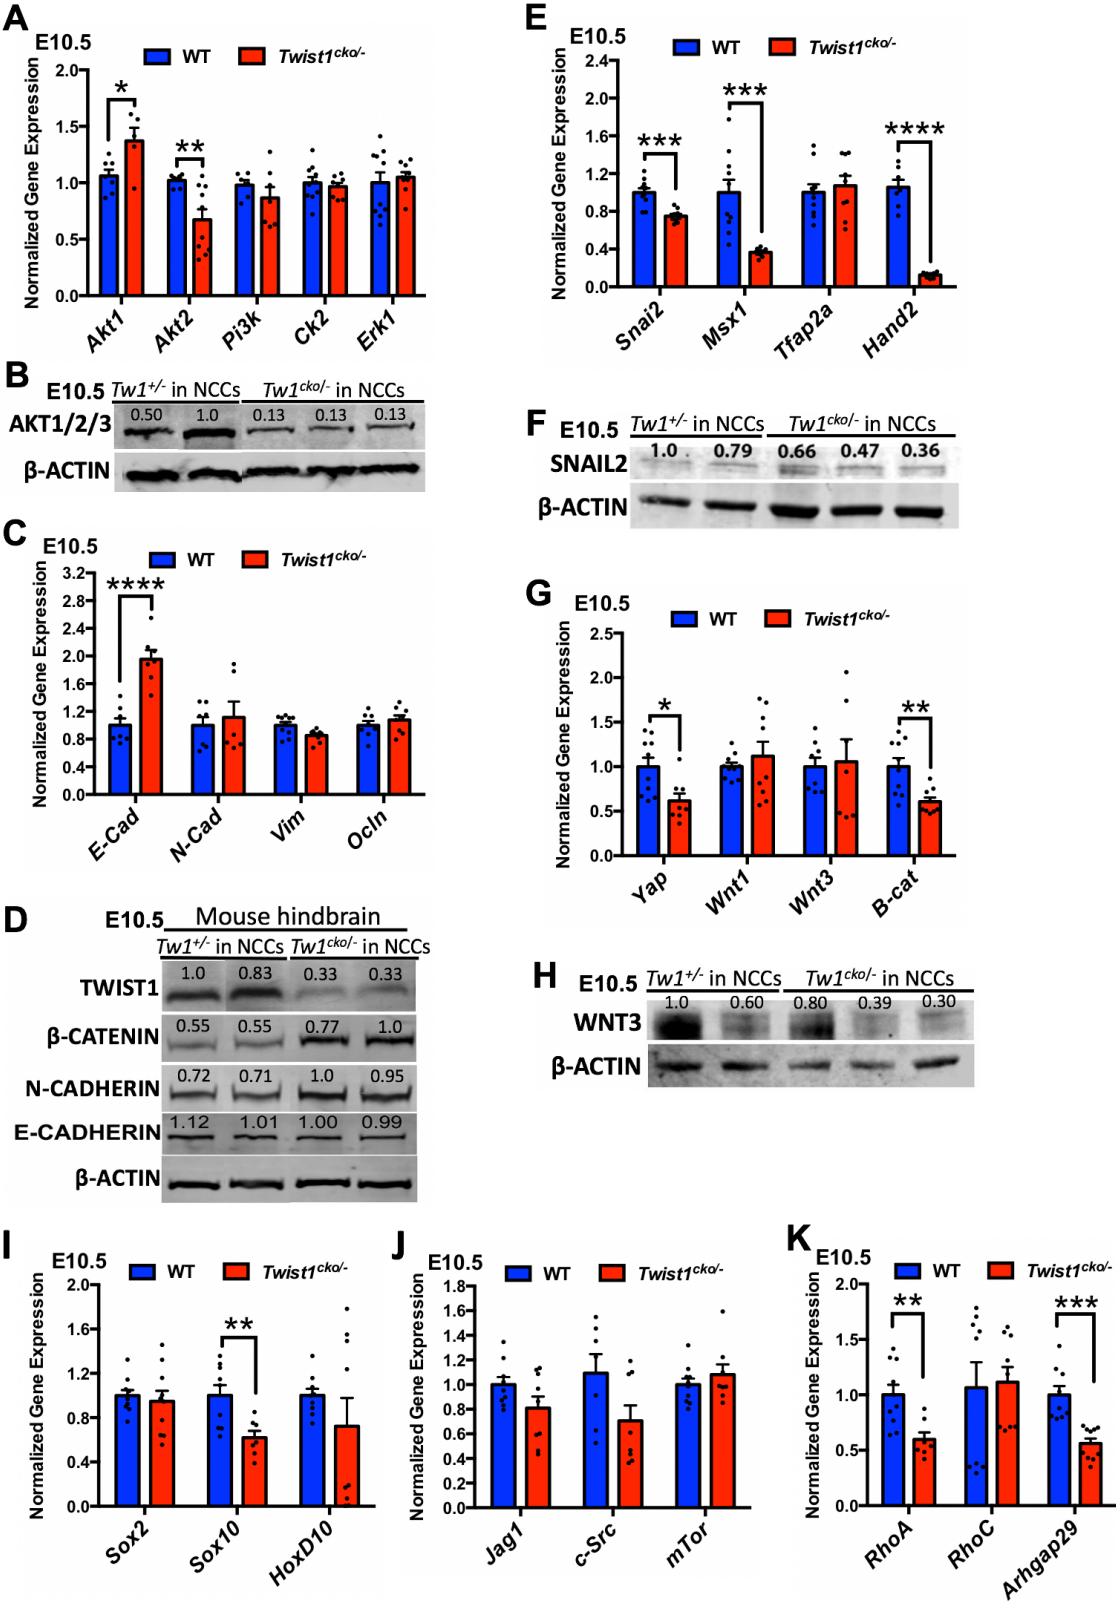 A
E10.5
WT
Twist1cko/-
Normalized Gene Expression
2.0
1.5
1.0
0.5
0.0
*
**
Akt1
Akt2
Pi3k
Ck2
Erk1
B
E10.5
Tw1+/- in NCCs
Tw1cko/- in NCCs
AKT1/2/3
0.50
1.0
0.13
0.13
0.13
β-ACTIN
C
E10.5
WT
Twist1cko/-
Normalized Gene Expression
3.2
2.8
2.4
2.0
1.6
1.2
0.8
0.4
0.0
****
E-Cad
N-Cad
Vim
Ocln
D
E10.5
Mouse hindbrain
Tw1+/- in NCCs
Tw1cko/- in NCCs
TWIST1
1.0
0.83
0.33
0.33
β-CATENIN
0.55
0.55
0.77
1.0
N-CADHERIN
0.72
0.71
1.0
0.95
E-CADHERIN
1.12
1.01
1.00
0.99
β-ACTIN
E
E10.5
WT
Twist1cko/-
Normalized Gene Expression
2.4
2.0
1.6
1.2
0.8
0.4
0.0
***
***
****
Snai2
Msx1
Tfap2a
Hand2
F
E10.5
Tw1+/- in NCCs
Tw1cko/- in NCCs
SNAIL2
1.0
0.79
0.66
0.47
0.36
β-ACTIN
G
E10.5
WT
Twist1cko/-
Normalized Gene Expression
2.5
2.0
1.5
1.0
0.5
0.0
*
**
Yap
Wnt1
Wnt3
B-cat
H
E10.5
Tw1+/- in NCCs
Tw1cko/- in NCCs
WNT3
1.0
0.60
0.80
0.39
0.30
β-ACTIN
I
E10.5
WT
Twist1cko/-
Normalized Gene Expression
2.0
1.6
1.2
0.8
0.4
0.0
**
Sox2
Sox10
HoxD10
J
E10.5
WT
Twist1cko/-
Normalized Gene Expression
1.8
1.6
1.4
1.2
1.0
0.8
0.6
0.4
0.2
0.0
Jag1
c-Src
mTor
K
E10.5
WT
Twist1cko/-
Normalized Gene Expression
2.0
1.5
1.0
0.5
0.0
**
***
RhoA
RhoC
Arhgap29